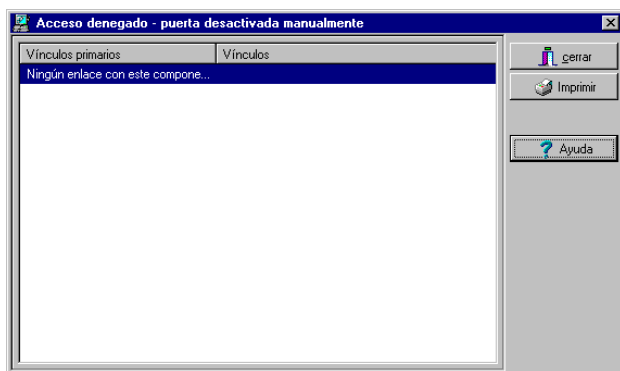 Acceso denegado - puerta desactivada manualmente
Vínculos primarios Vínculos
Ningún enlace con este compone...
cerrar
Imprimir
Ayuda